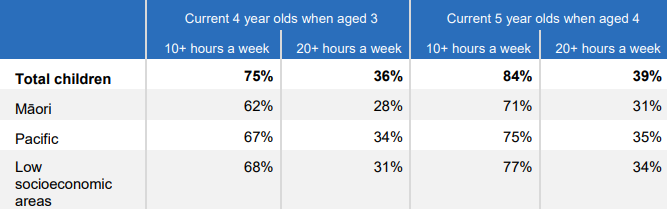 Current 4 year olds when aged 3 Current 5 year olds when aged 4
10+ hours a week 20+ hours a week 10+ hours a week 20+ hours a week
Total children 75% 36% 84% 39%
Māori 62% 28% 71% 31%
Pacific 67% 34% 75% 35%
Low 68% 31% 77% 34%
socioeconomic
areas